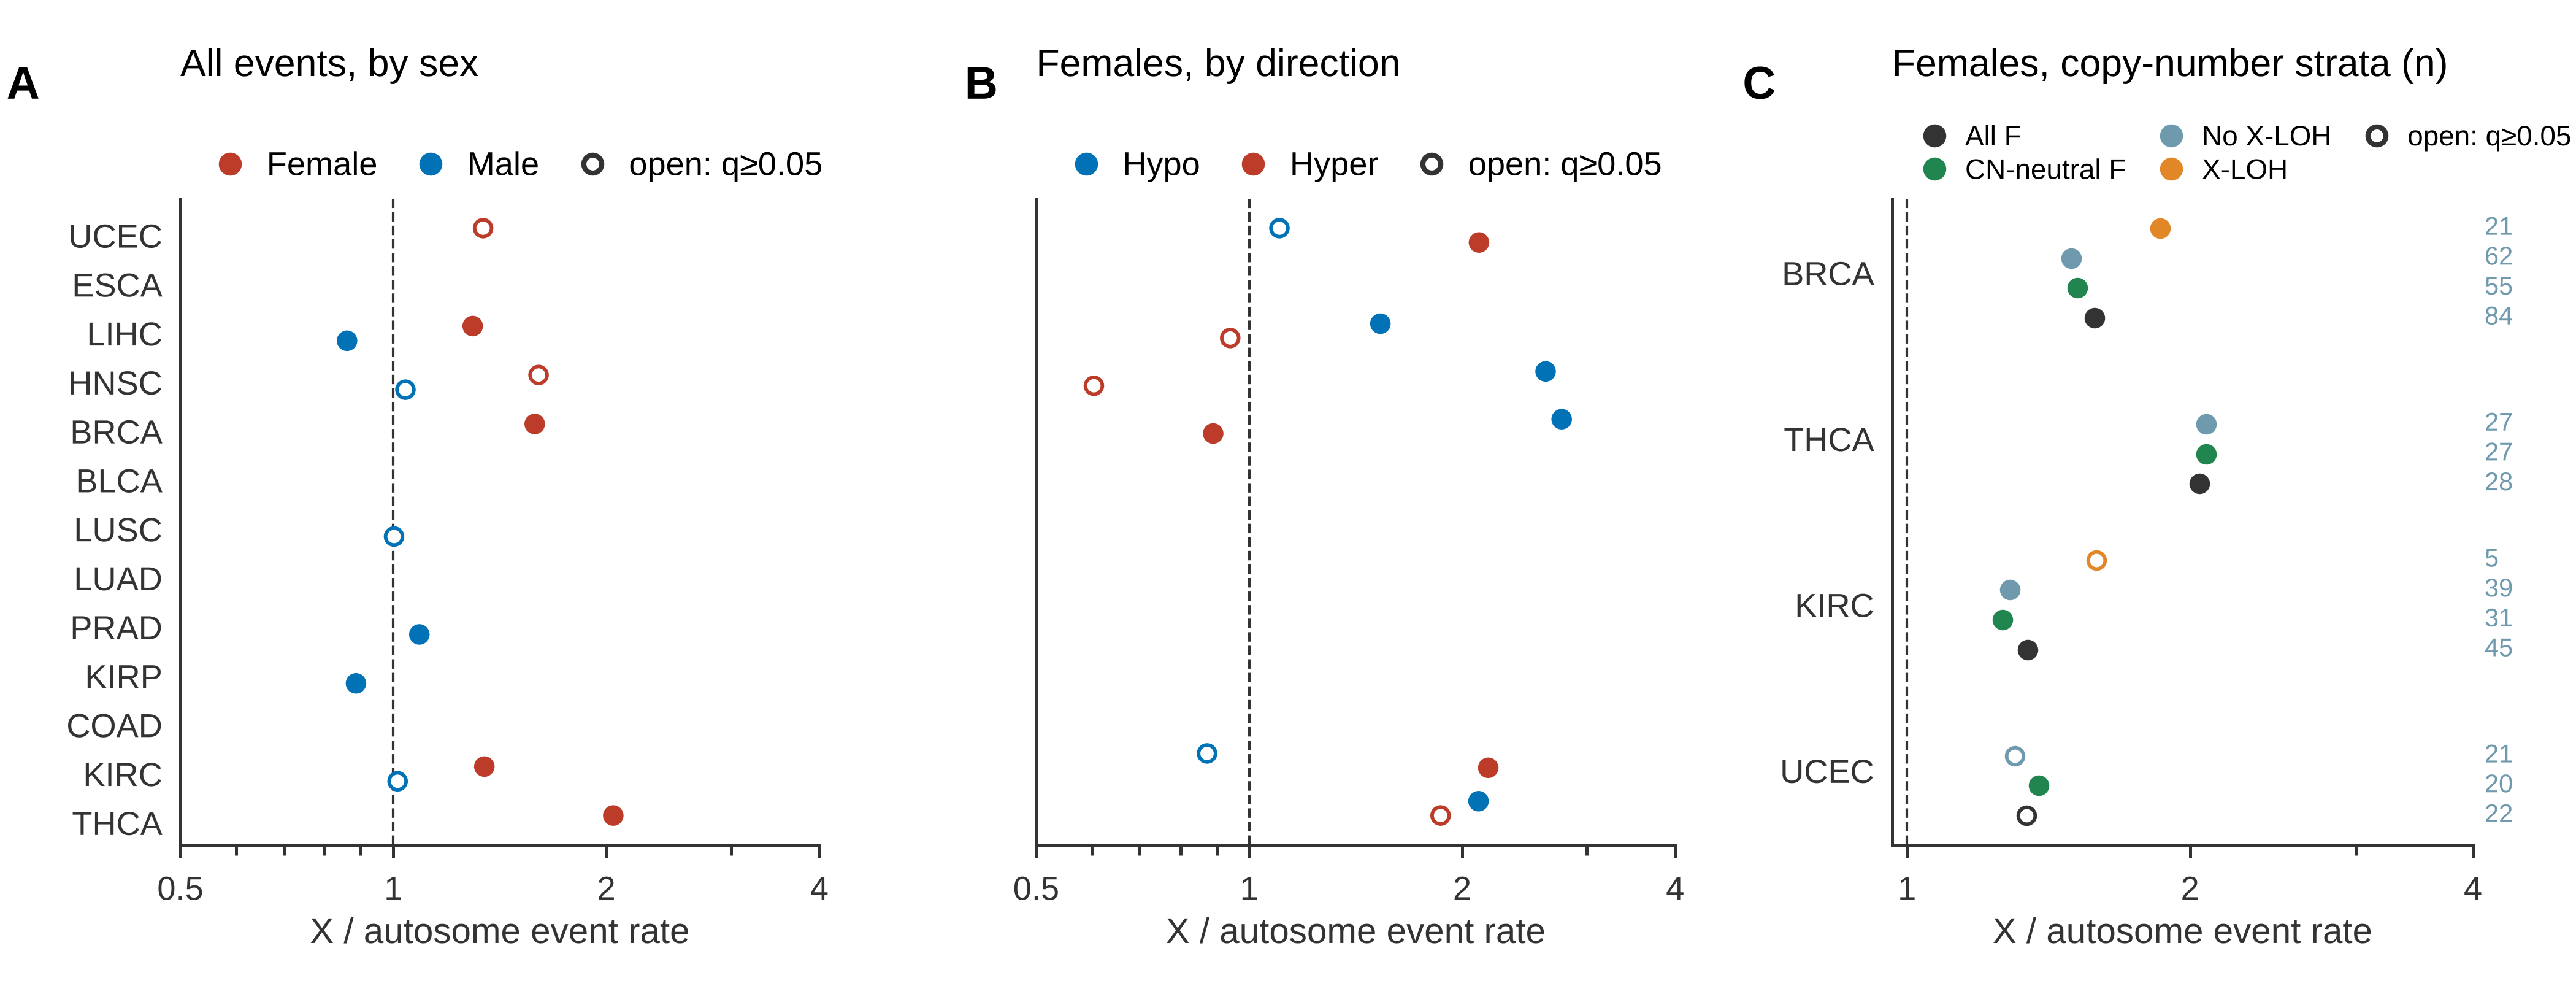 A
All events, by sex
Female
Male
open: q≥0.05
UCEC
ESCA
LIHC
HNSC
BRCA
BLCA
LUSC
LUAD
PRAD
KIRP
COAD
KIRC
THCA
0.5
1
2
4
X / autosome event rate
B
Females, by direction
Hypo
Hyper
open: q≥0.05
0.5
1
2
4
X / autosome event rate
C
Females, copy-number strata (n)
All F
No X-LOH
open: q≥0.05
CN-neutral F
X-LOH
BRCA
21
62
55
84
THCA
27
27
28
KIRC
5
39
31
45
UCEC
21
20
22
1
2
4
X / autosome event rate